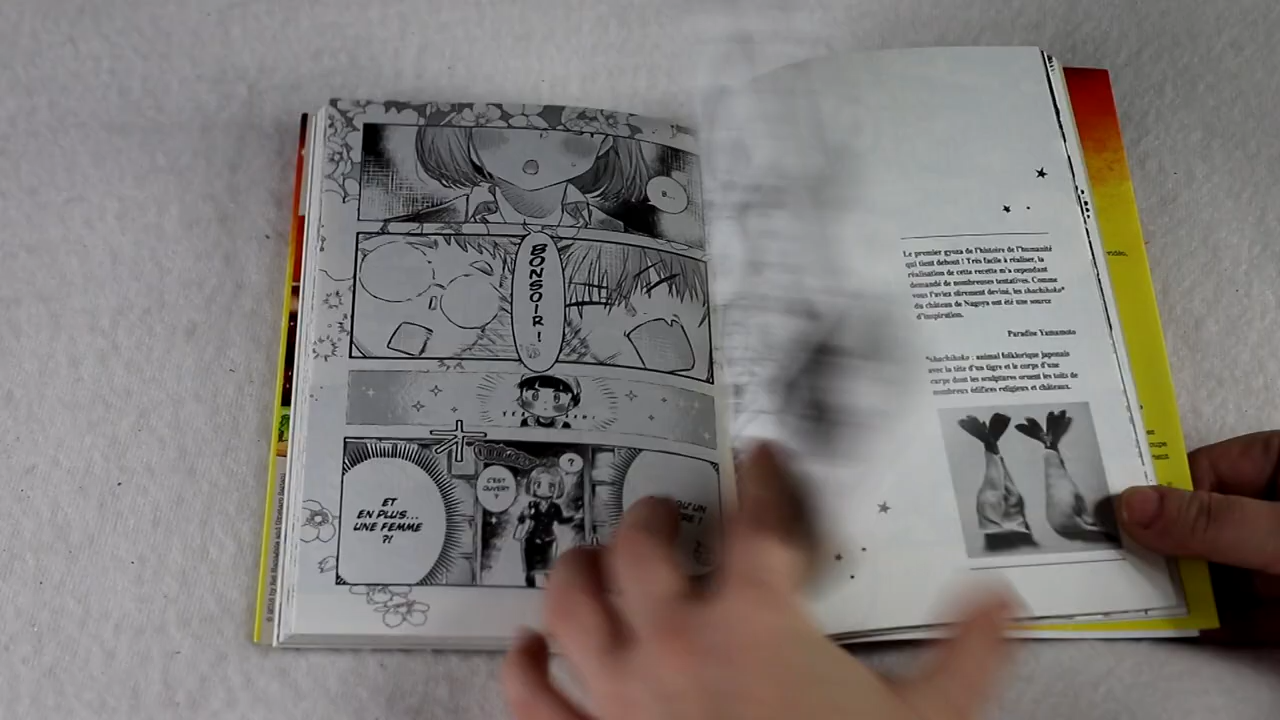 B...
BONSOIR !
C'EST
OUVERT
?
?
ET
EN PLUS...
UNE FEMME
?!
Le premier gyoza de l'histoire de l'humanité
qui tient debout ! Très facile à réaliser, la
réalisation de cette recette m'a cependant
demandé de nombreuses tentatives. Comme
vous l'aviez sûrement deviné, les shachihoko*
du château de Nagoya ont été une source
d'inspiration.
Paradise Yamamoto
*shachihoko : animal folklorique japonais
avec la tête d'un tigre et le corps d'une
carpe dont les sculptures ornent les toits de
nombreux édifices religieux et châteaux.
vidéo,